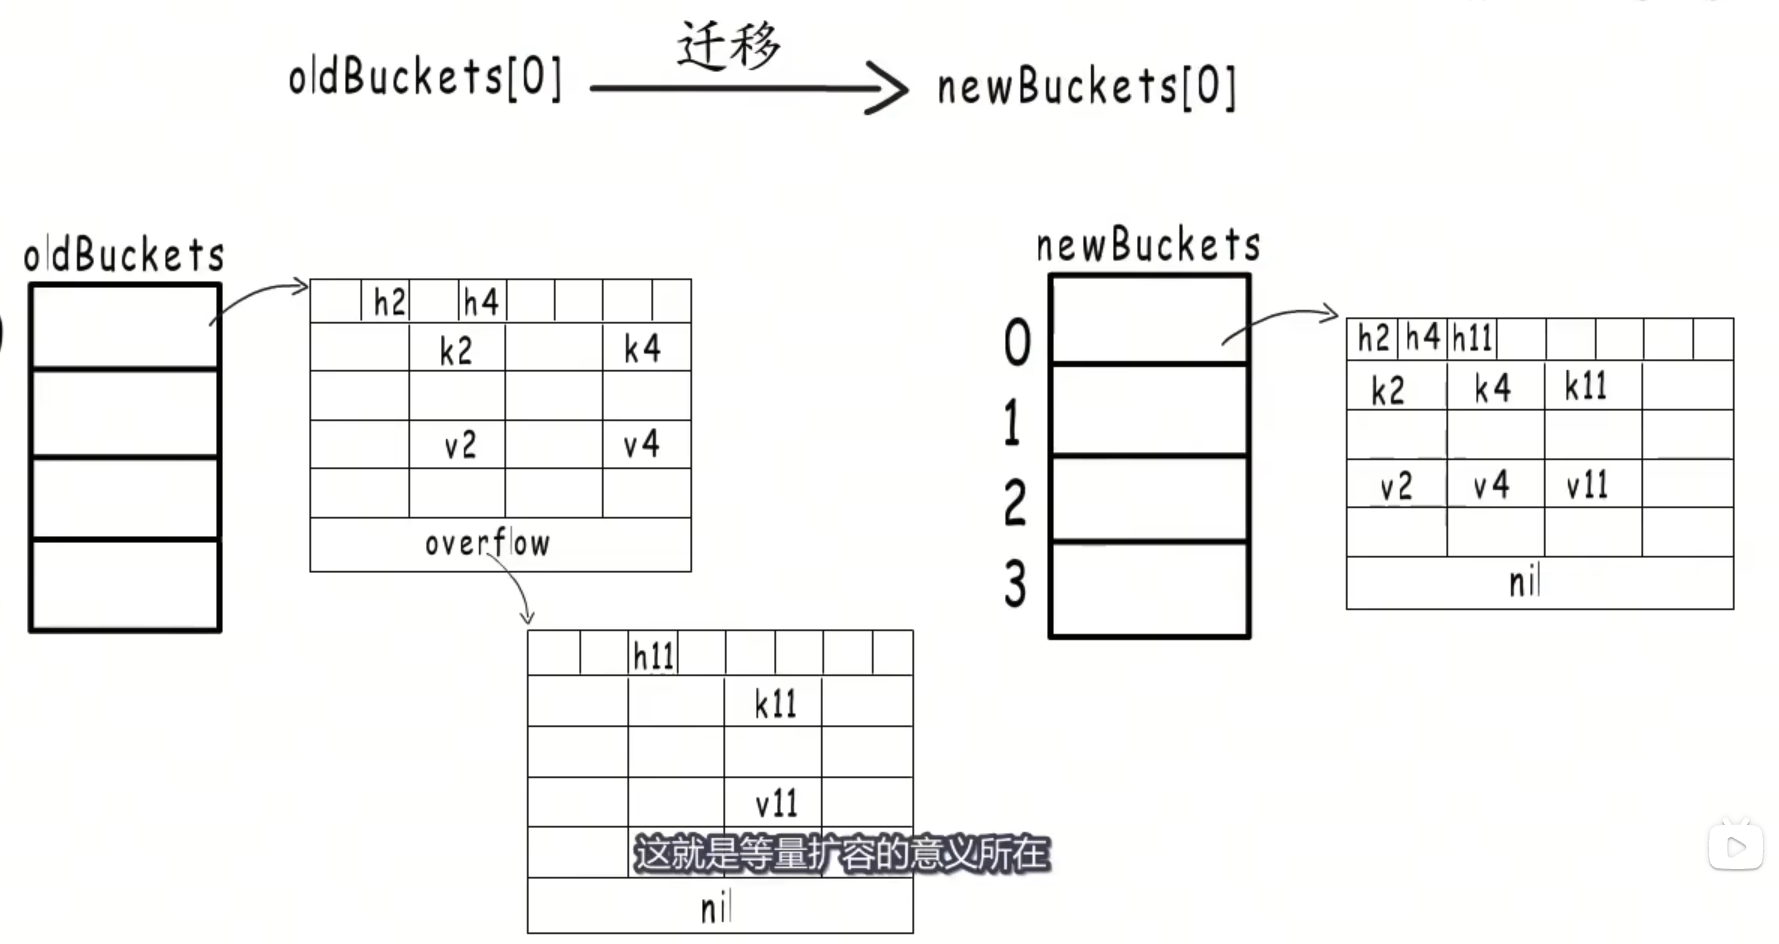 迁移
oldBuckets[0]
newBuckets[0]
oldBuckets
h2 h4
k2 k4
v2 v4
overflow
h11
k11
v11
nil
newBuckets
0
1
2
3
h2 h4 h11
k2 k4 k11
v2 v4 v11
nil
这就是等量扩容的意义所在